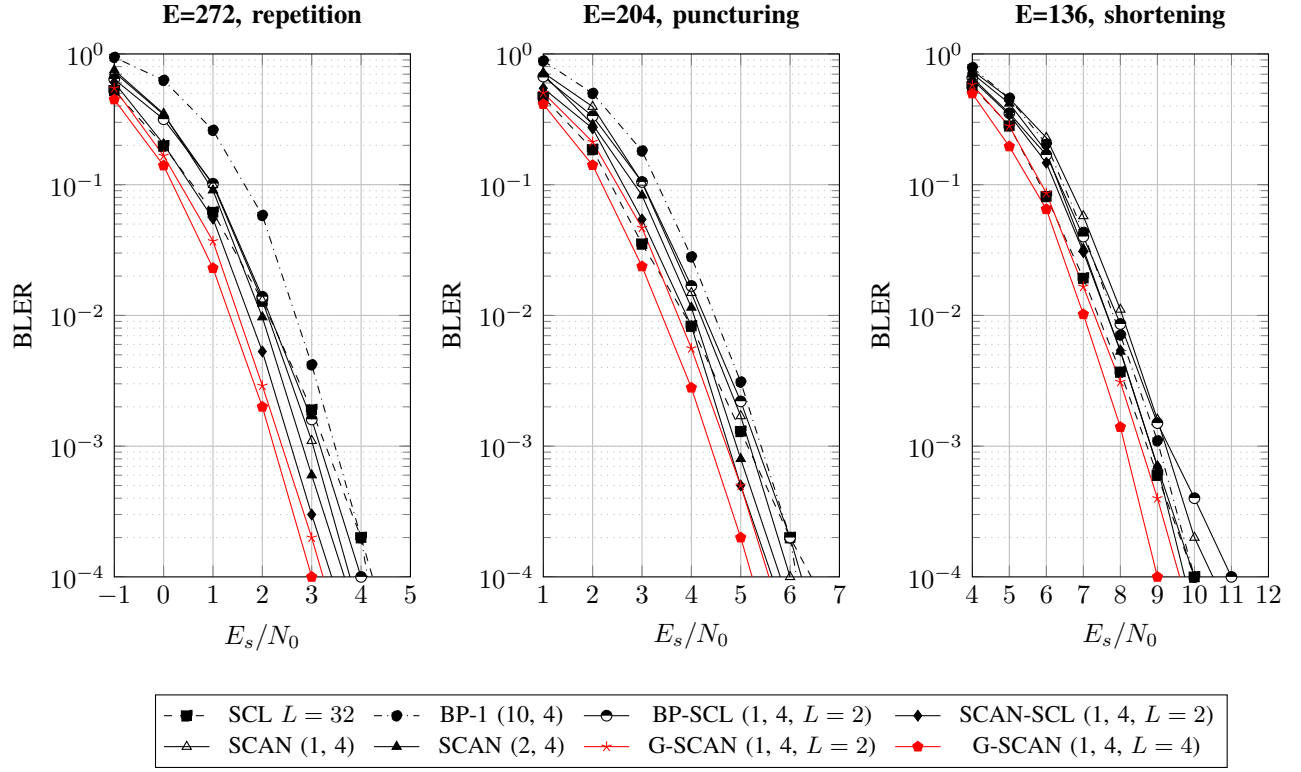 E=272, repetition
E=204, puncturing
E=136, shortening
10^0
10^−1
10^−2
10^−3
10^−4
BLER
−1 0 1 2 3 4 5
E_s/N_0
10^0
10^−1
10^−2
10^−3
10^−4
BLER
1 2 3 4 5 6 7
E_s/N_0
10^0
10^−1
10^−2
10^−3
10^−4
BLER
4 5 6 7 8 9 10 11 12
E_s/N_0
SCL L = 32 BP-1 (10, 4) BP-SCL (1, 4, L = 2) SCAN-SCL (1, 4, L = 2)
SCAN (1, 4) SCAN (2, 4) G-SCAN (1, 4, L = 2) G-SCAN (1, 4, L = 4)